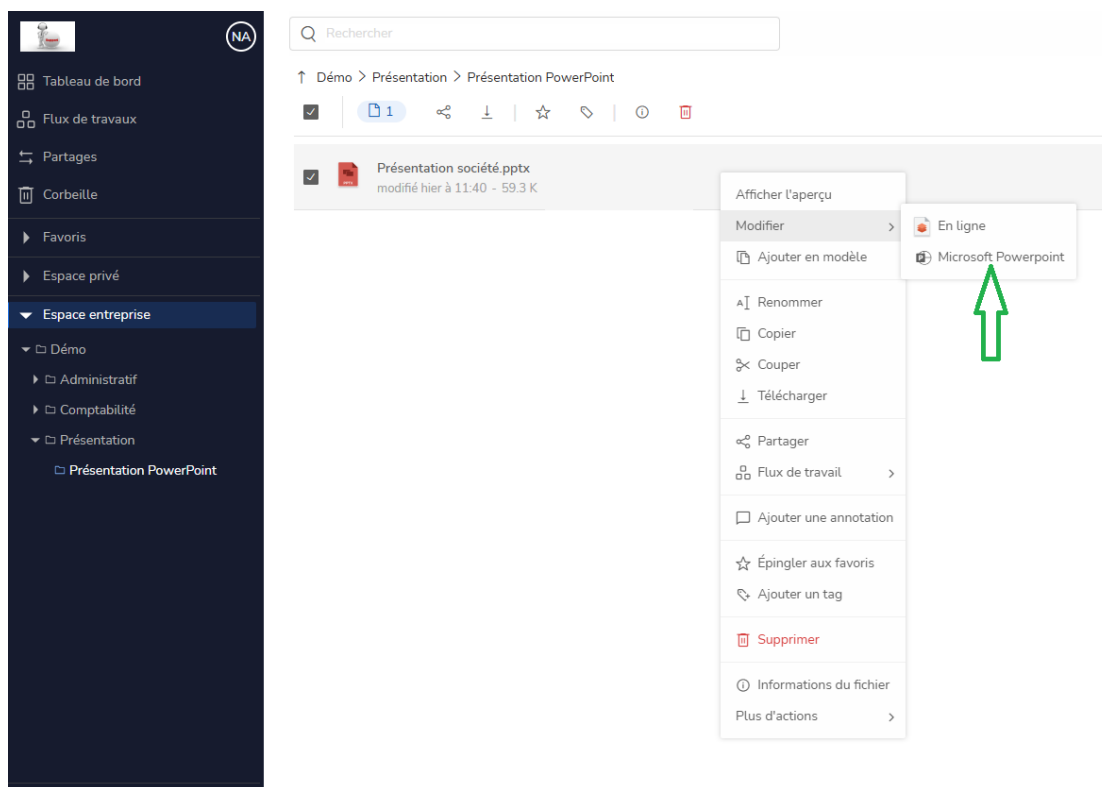 NA
Tableau de bord
Flux de travaux
Partages
Corbeille
Favoris
Espace privé
Espace entreprise
Démo
Administratif
Comptabilité
Présentation
Présentation PowerPoint
Rechercher
↑ Démo > Présentation > Présentation PowerPoint
1
Présentation société.pptx
modifié hier à 11:40 - 59.3 K
Afficher l'aperçu
Modifier
Ajouter en modèle
Renommer
Copier
Couper
Télécharger
Partager
Flux de travail
Ajouter une annotation
Épingler aux favoris
Ajouter un tag
Supprimer
Informations du fichier
Plus d'actions
En ligne
Microsoft Powerpoint